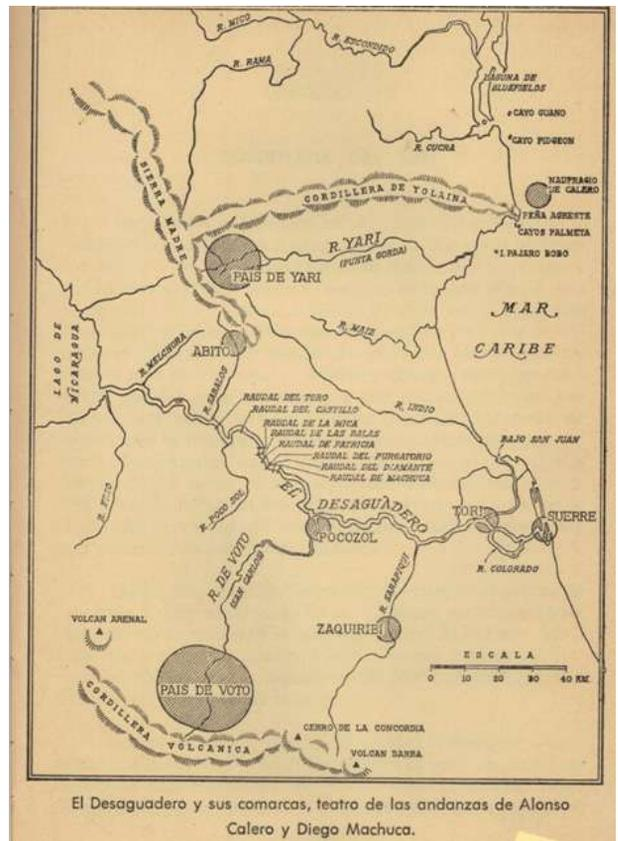 R. MICO
R. ESCONDIDO
R. RAMA
LAGUNA DE
BLUEFIELDS
CAYO GUANO
R. CUCRA
CAYO PIDGEON
SIERRA MADRE
CORDILLERA DE YOLAINA
NAUFRAGIO
DE CALERO
PEÑA AGRESTE
CAYOS PALMETA
R. YARI
(PUNTA GORDA)
I. PAJARO BOBO
PAIS DE YARI
MAR
CARIBE
LAGO DE
NICARAGUA
R. MAIZ
R. MELCHORA
ABITO
R. SABALOS
RAUDAL DEL TORO
RAUDAL DEL CASTILLO
RAUDAL DE LA MICA
RAUDAL DE LAS BALAS
RAUDAL DE PATRICIA
RAUDAL DEL PURGATORIO
RAUDAL DEL DIAMANTE
RAUDAL DE MACHUCA
R. INDIO
BAJO SAN JUAN
R. FRIO
R. POCO SOL
EL DESAGUADERO
TORI
SUERRE
POCOZOL
R. DE VOTO
(SAN CARLOS)
R. SARAPIQUI
R. COLORADO
VOLCAN ARENAL
ZAQUIRIBI
ESCALA
0 10 20 30 40 KM.
PAIS DE VOTO
CORDILLERA
VOLCANICA
CERRO DE LA CONCORDIA
VOLCAN BARBA
El Desaguadero y sus comarcas, teatro de las andanzas de Alonso
Calero y Diego Machuca.